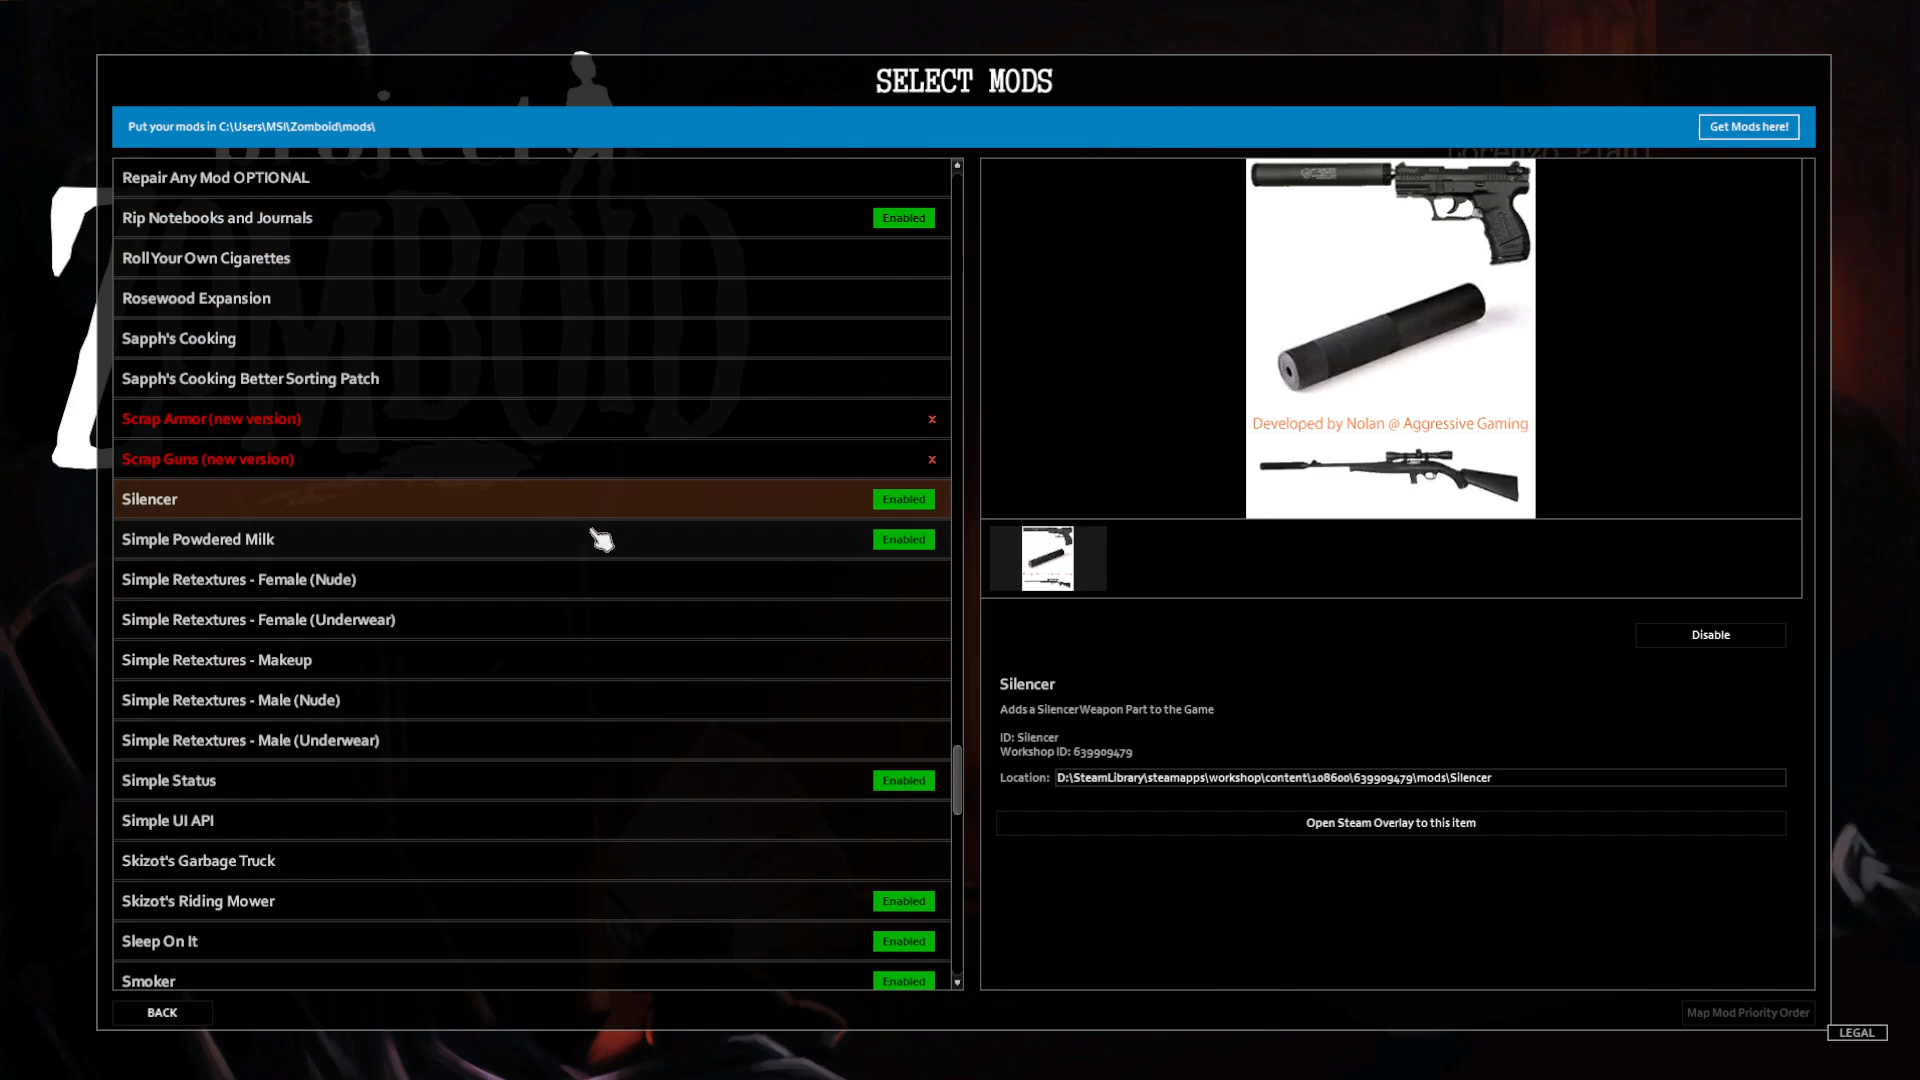 SELECT MODS
Put your mods in C:\Users\MSI\Zomboid\mods\
Get Mods here!
project
ZOMBOID
Repair Any Mod OPTIONAL
Rip Notebooks and Journals
Enabled
Roll Your Own Cigarettes
Rosewood Expansion
Sapph's Cooking
Sapph's Cooking Better Sorting Patch
Scrap Armor (new version)
x
Scrap Guns (new version)
x
Silencer
Enabled
Simple Powdered Milk
Enabled
Simple Retextures - Female (Nude)
Simple Retextures - Female (Underwear)
Simple Retextures - Makeup
Simple Retextures - Male (Nude)
Simple Retextures - Male (Underwear)
Simple Status
Enabled
Simple UI API
Skizot's Garbage Truck
Skizot's Riding Mower
Enabled
Sleep On It
Enabled
Smoker
Enabled
Developed by Nolan @ Aggressive Gaming
Disable
Silencer
Adds a Silencer Weapon Part to the Game
ID: Silencer
Workshop ID: 639909479
Location: D:\SteamLibrary\steamapps\workshop\content\108600\639909479\mods\Silencer
Open Steam Overlay to this item
BACK
Map Mod Priority Order
LEGAL